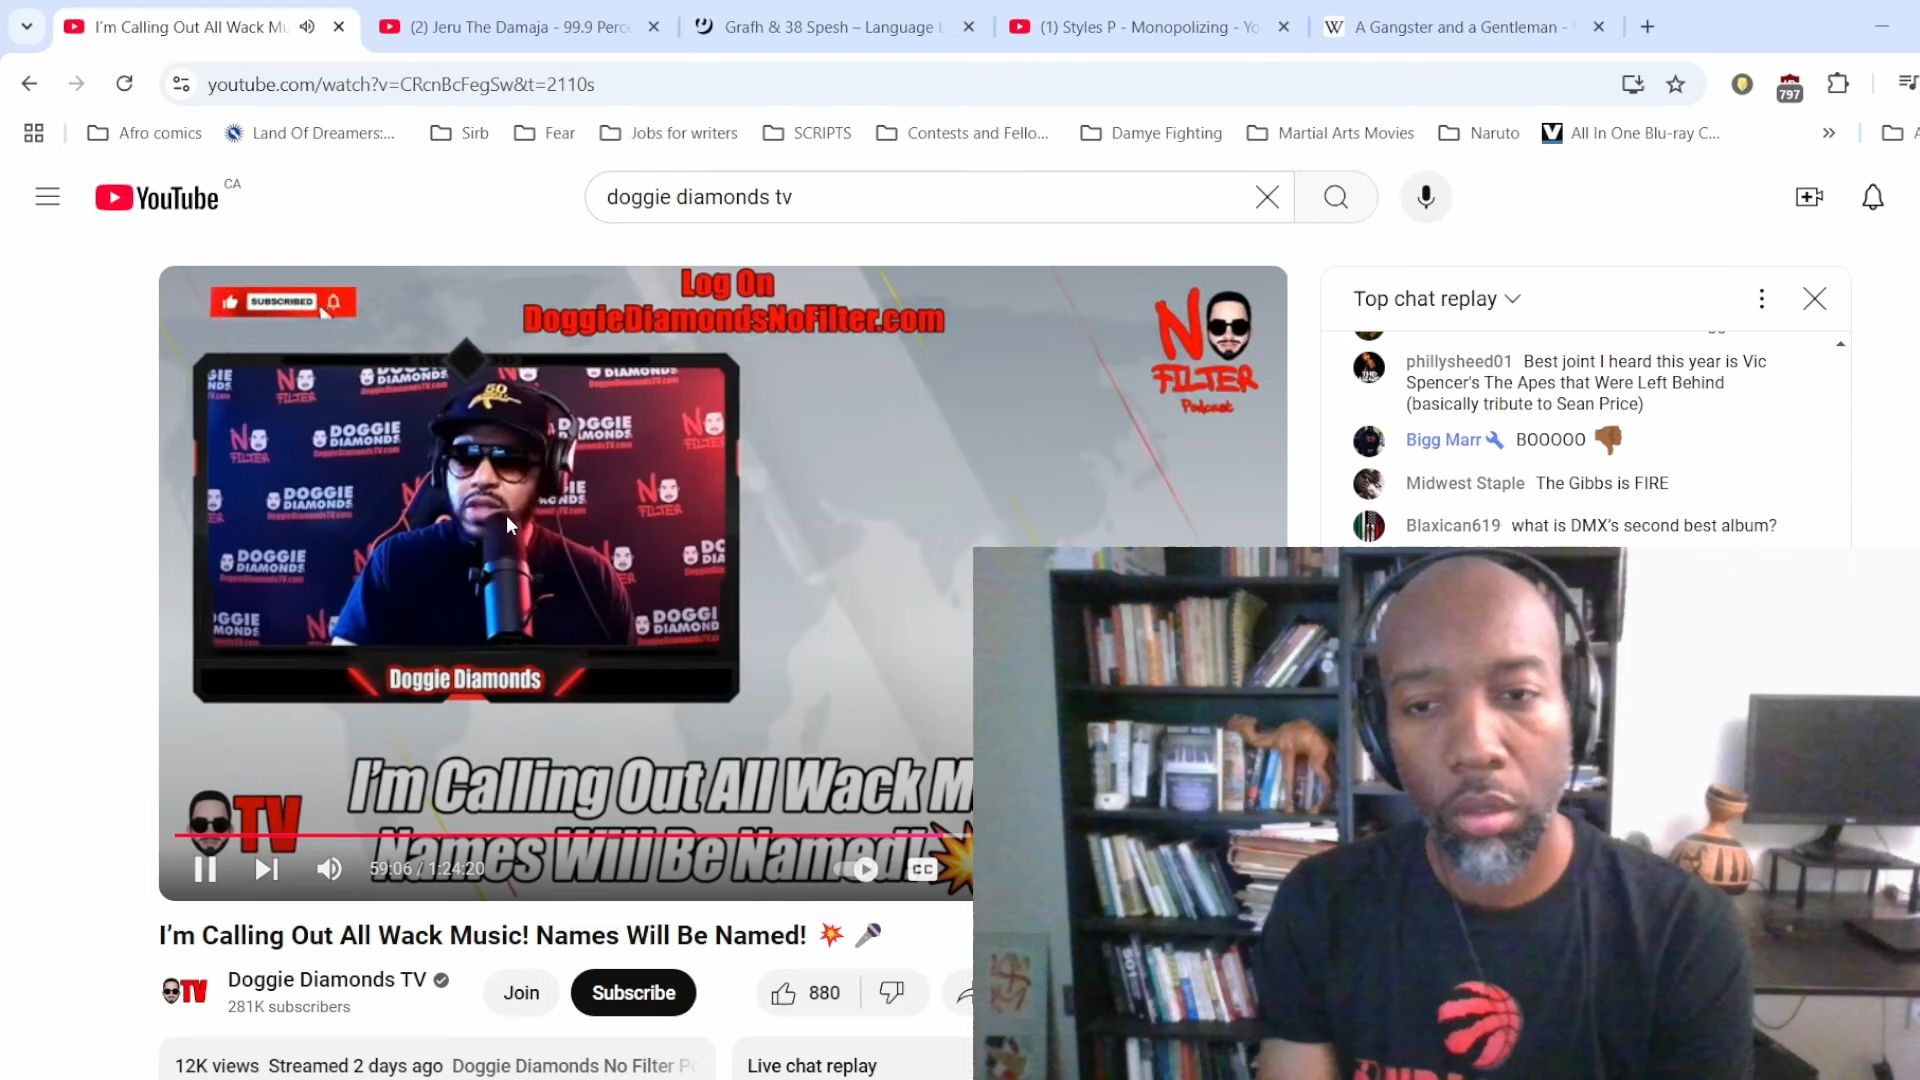 I'm Calling Out All Wack Mu
(2) Jeru The Damaja - 99.9 Perce
Grafh & 38 Spesh – Language L
(1) Styles P - Monopolizing - Yo
A Gangster and a Gentleman -
youtube.com/watch?v=CRcnBcFegSw&t=2110s
797
Afro comics
Land Of Dreamers:...
Sirb
Fear
Jobs for writers
SCRIPTS
Contests and Fello...
Damye Fighting
Martial Arts Movies
Naruto
All In One Blu-ray C...
YouTube CA
doggie diamonds tv
SUBSCRIBED
Log On
DoggieDiamondsNoFilter.com
NO
FILTER
Podcast
DOGGIE
DIAMONDS
Doggie Diamonds
I'm Calling Out All Wack M
TV
Names Will Be Named!
59:06 / 1:24:20
CC
Top chat replay
phillysheed01 Best joint I heard this year is Vic
Spencer's The Apes that Were Left Behind
(basically tribute to Sean Price)
Bigg Marr BOOOOO
Midwest Staple The Gibbs is FIRE
Blaxican619 what is DMX's second best album?
I'm Calling Out All Wack Music! Names Will Be Named!
TV
Doggie Diamonds TV
281K subscribers
Join
Subscribe
880
12K views Streamed 2 days ago Doggie Diamonds No Filter Po
Live chat replay